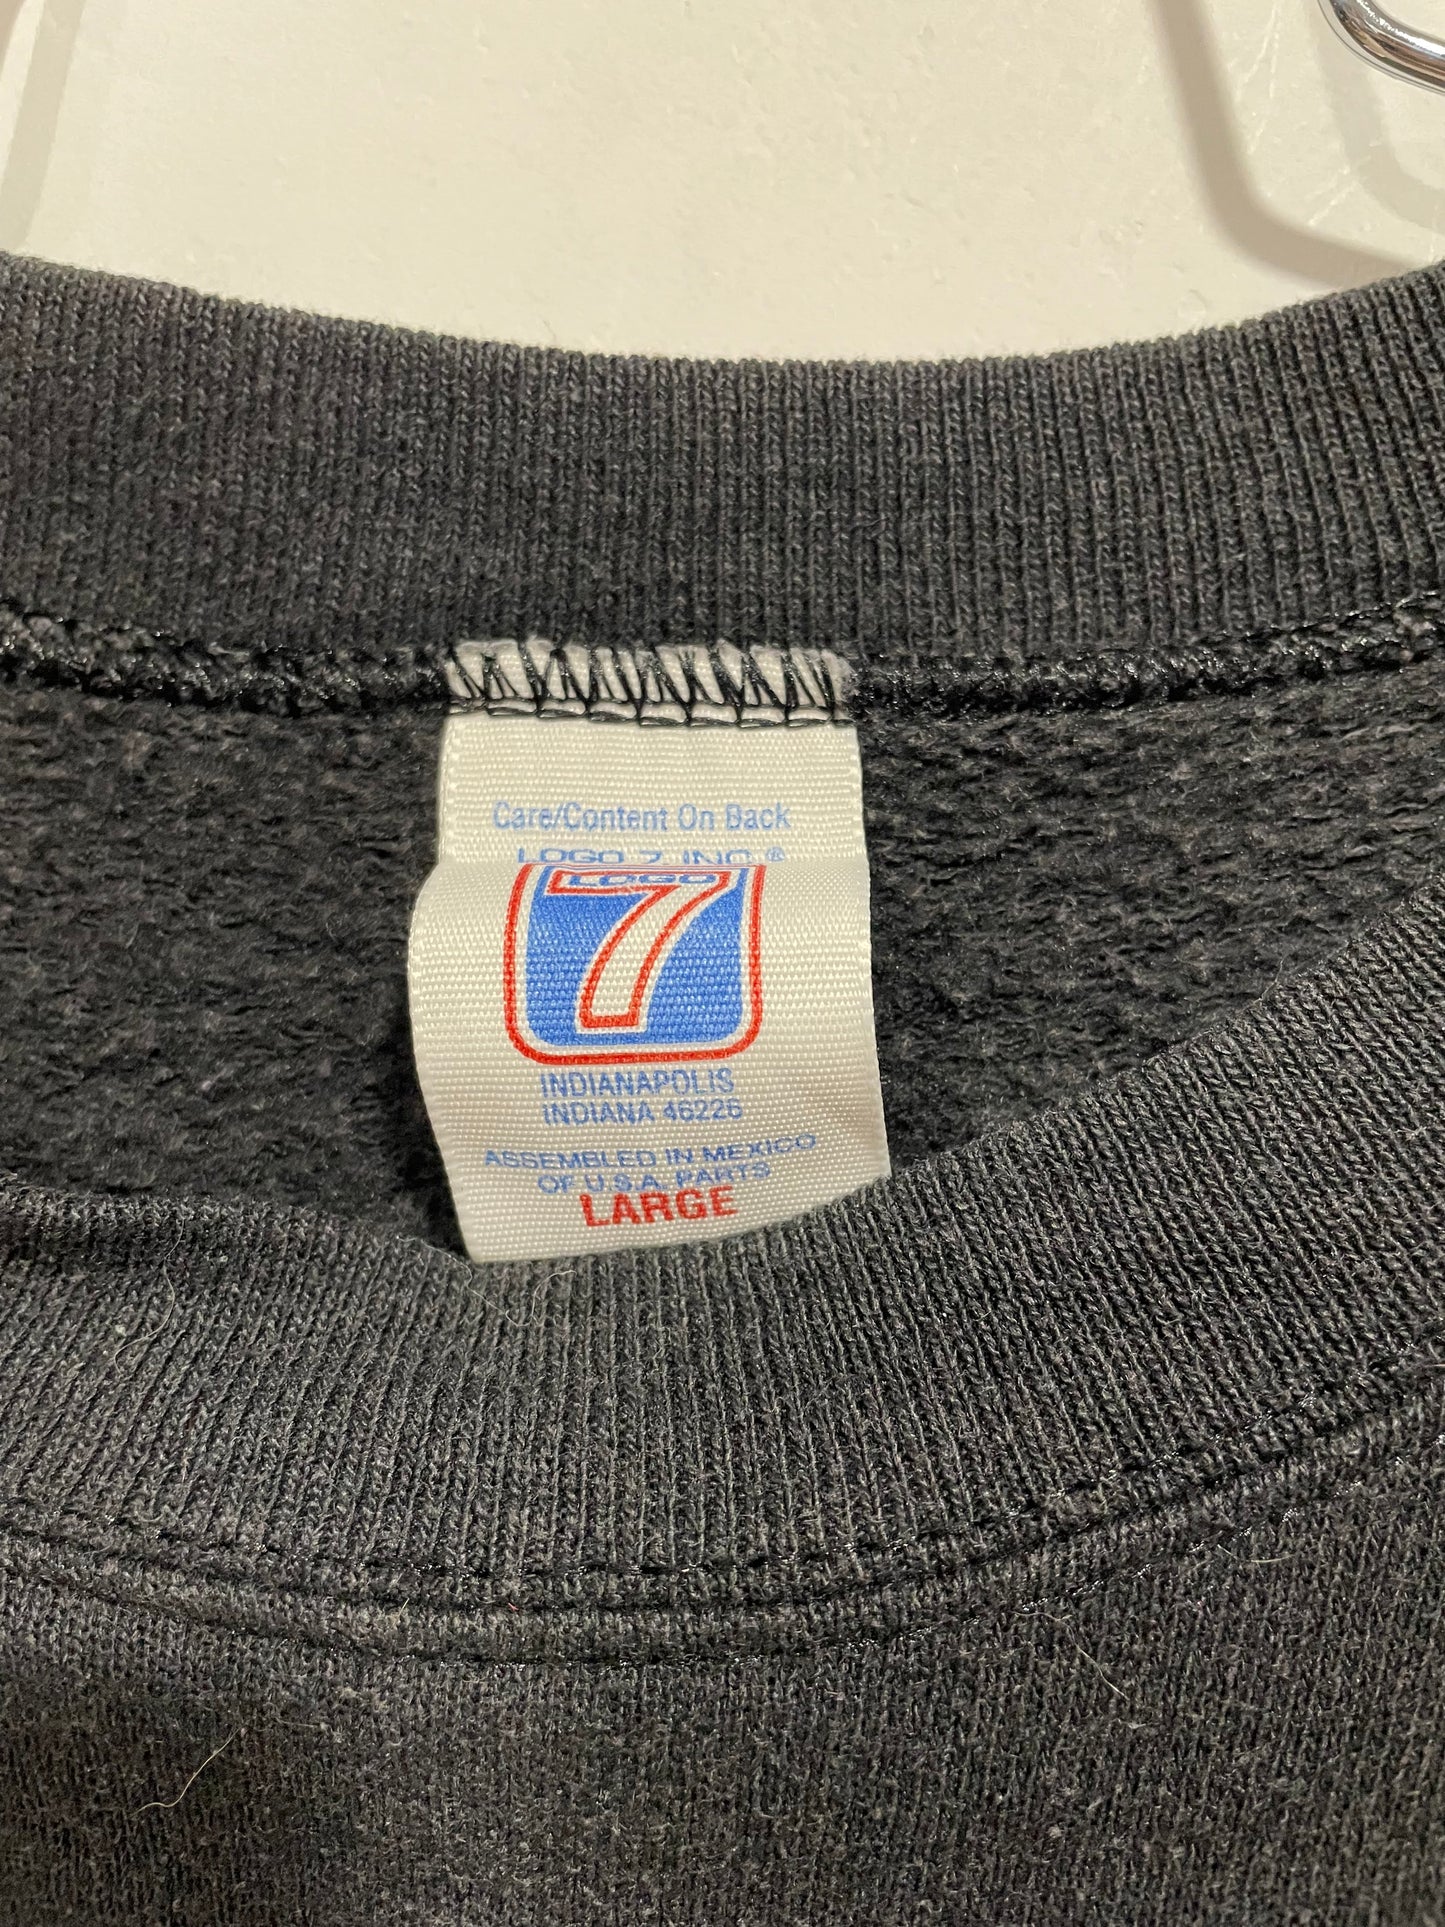 Care/Content On Back
LOGO 7, INC.®
LOGO
7
INDIANAPOLIS
INDIANA 46226
ASSEMBLED IN MEXICO
OF U.S.A. PARTS
LARGE